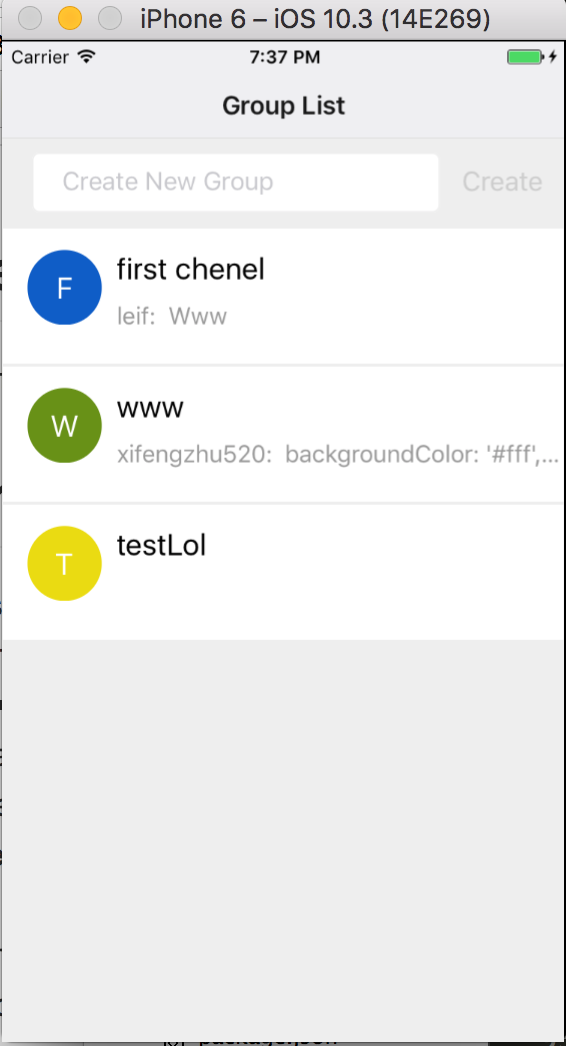 iPhone 6 – iOS 10.3 (14E269)
Carrier 7:37 PM
Group List
Create New Group Create
F first chenel
leif: Www
W www
xifengzhu520: backgroundColor: '#fff',...
T testLol